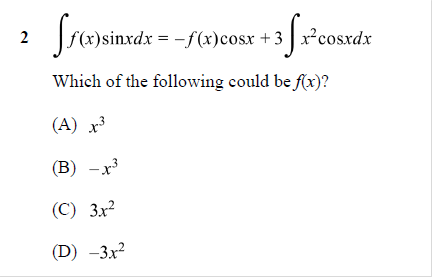 2 ∫f(x)sinxdx = −f(x)cosx + 3∫x²cosxdx
Which of the following could be f(x)?
(A) x³
(B) −x³
(C) 3x²
(D) −3x²